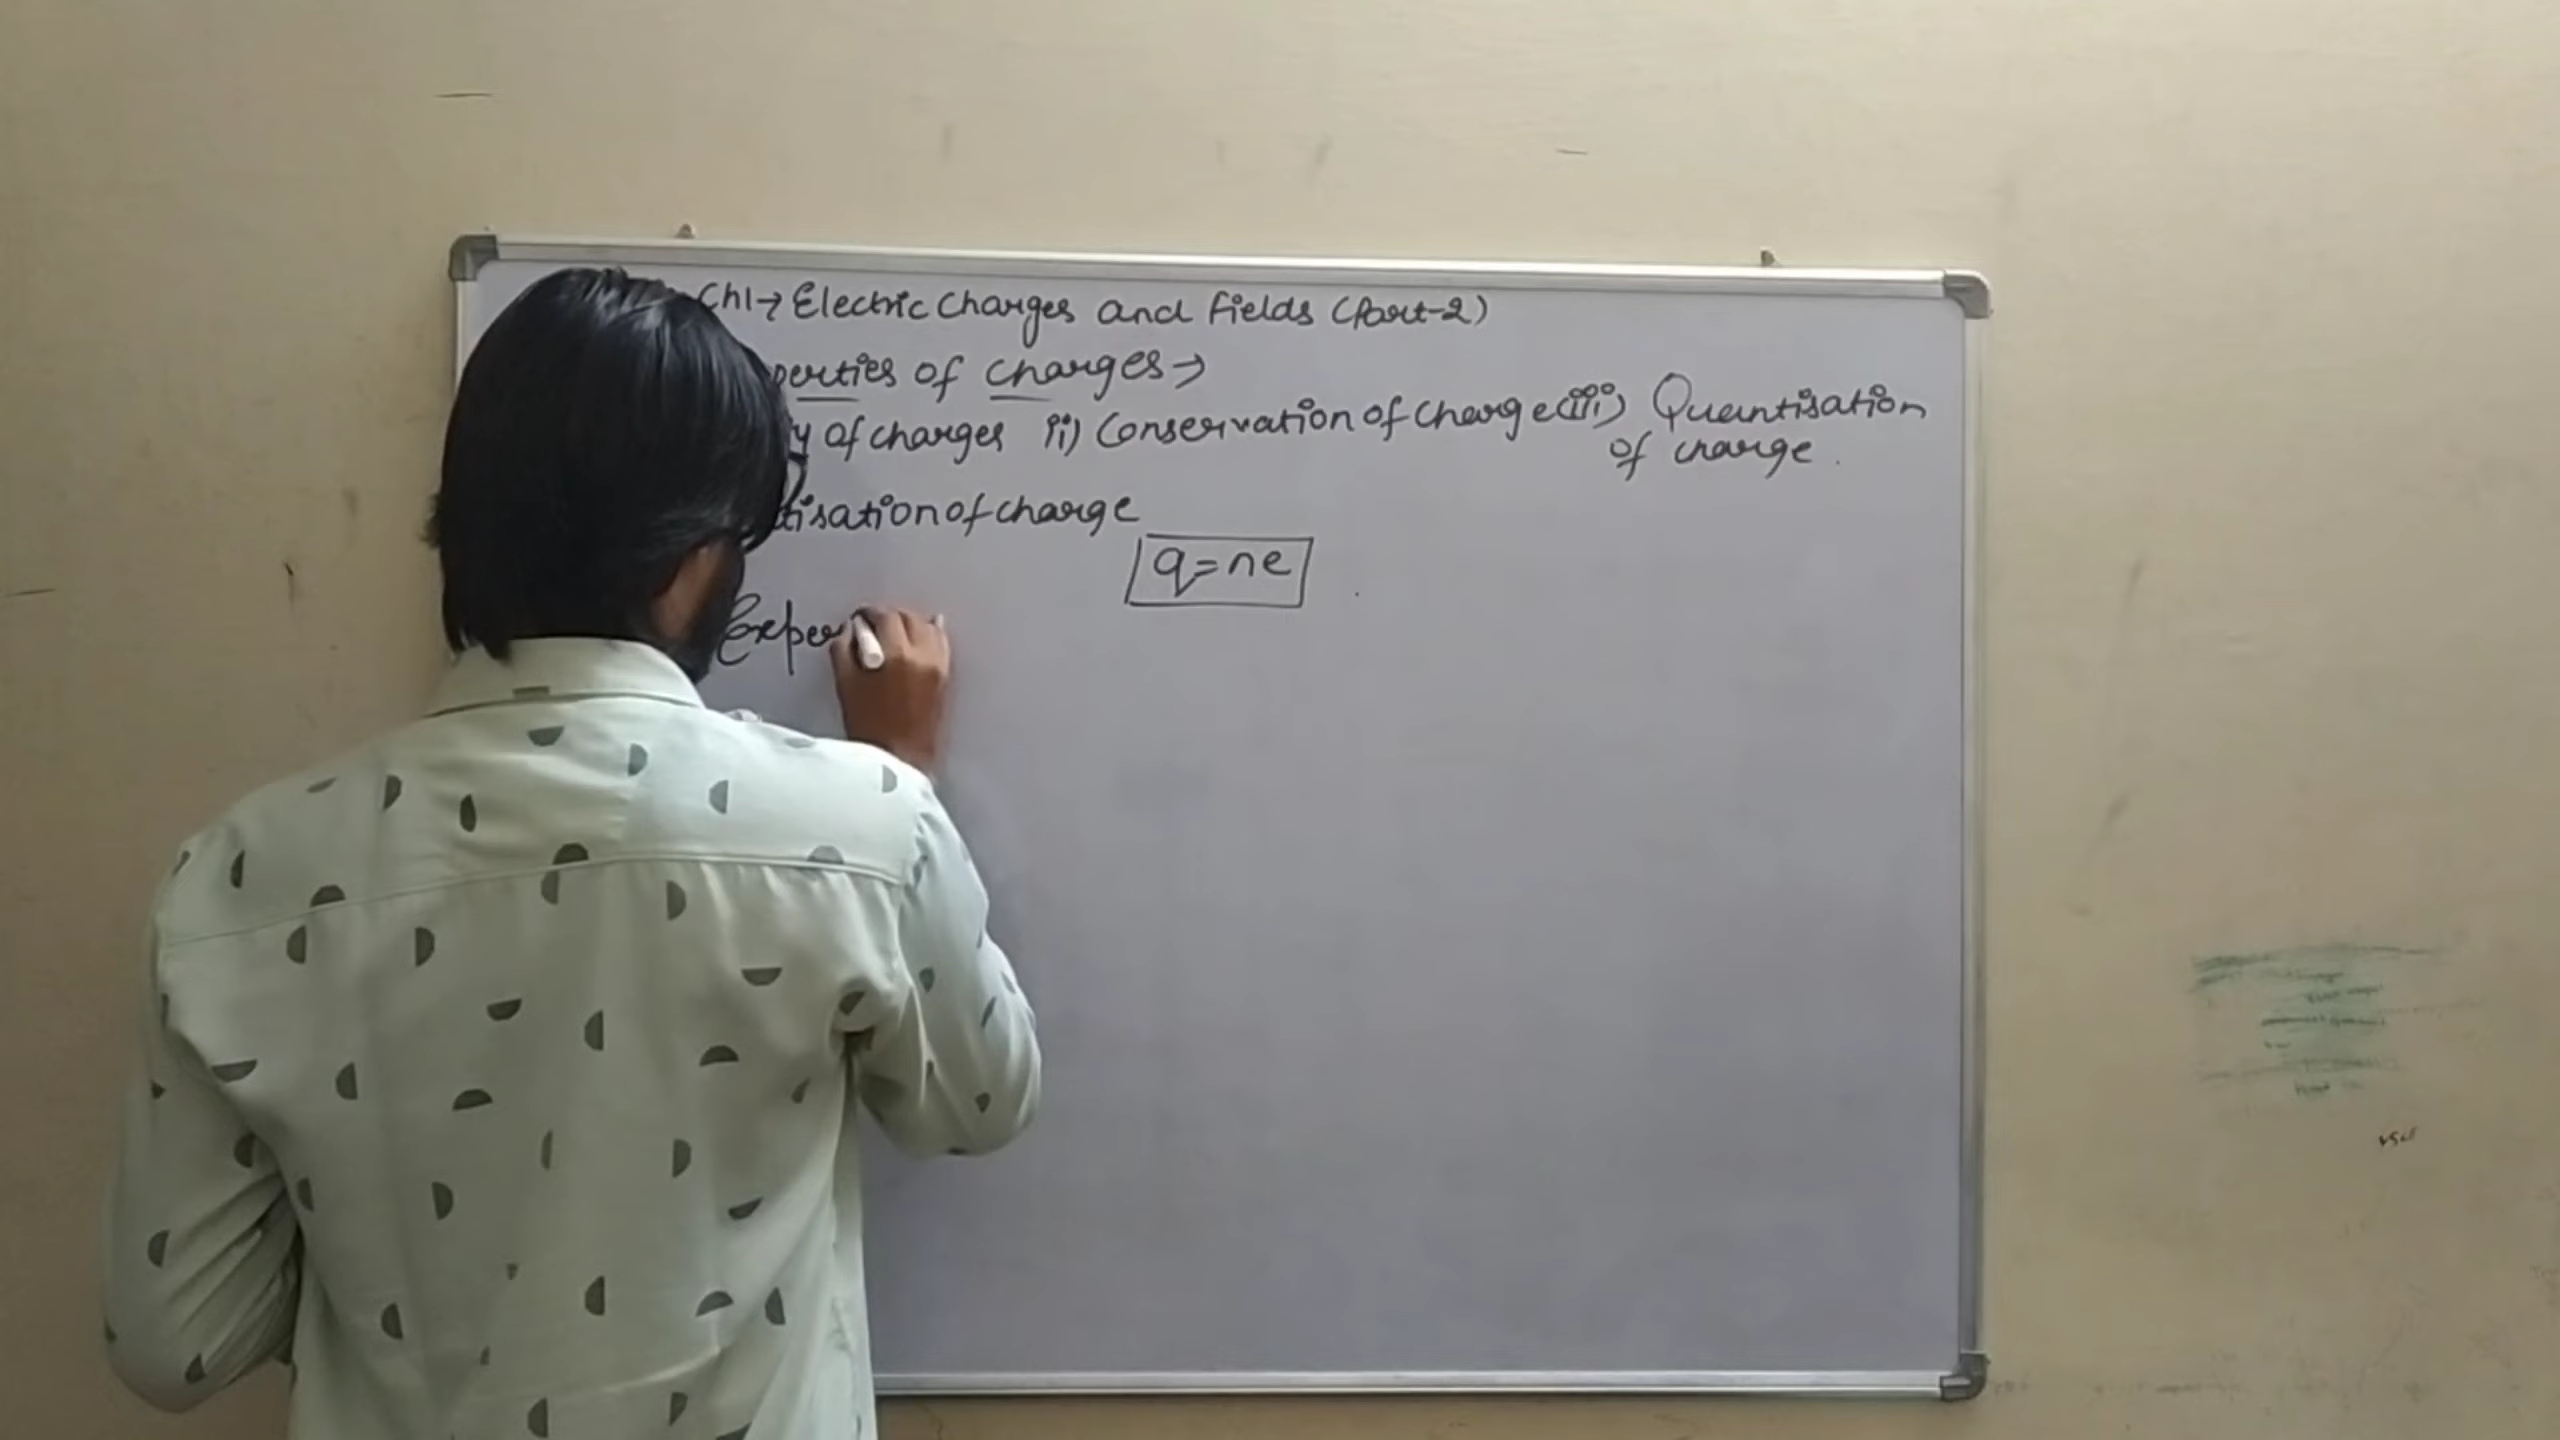 Ch1→ Electric Charges and Fields (Part-2)
perties of charges→
y of charges ii) Conservation of Charge (iii) Quantisation
of charge.
tisation of charge
q=ne
Exper